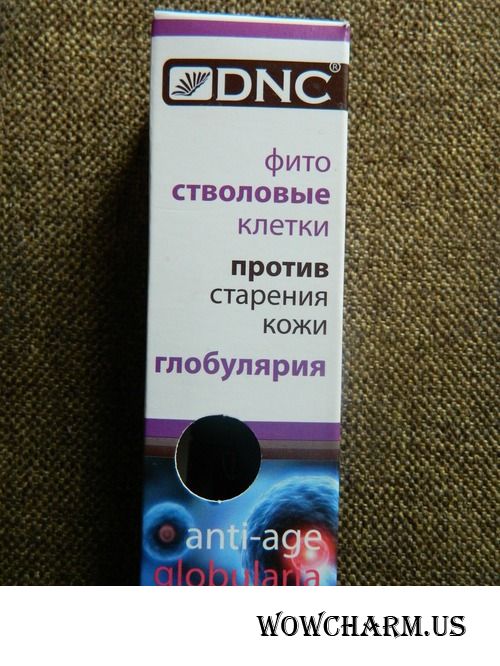 DNC®
фито
стволовые
клетки
против
старения
кожи
глобулярия
anti-age
globularia
WOWCHARM.US